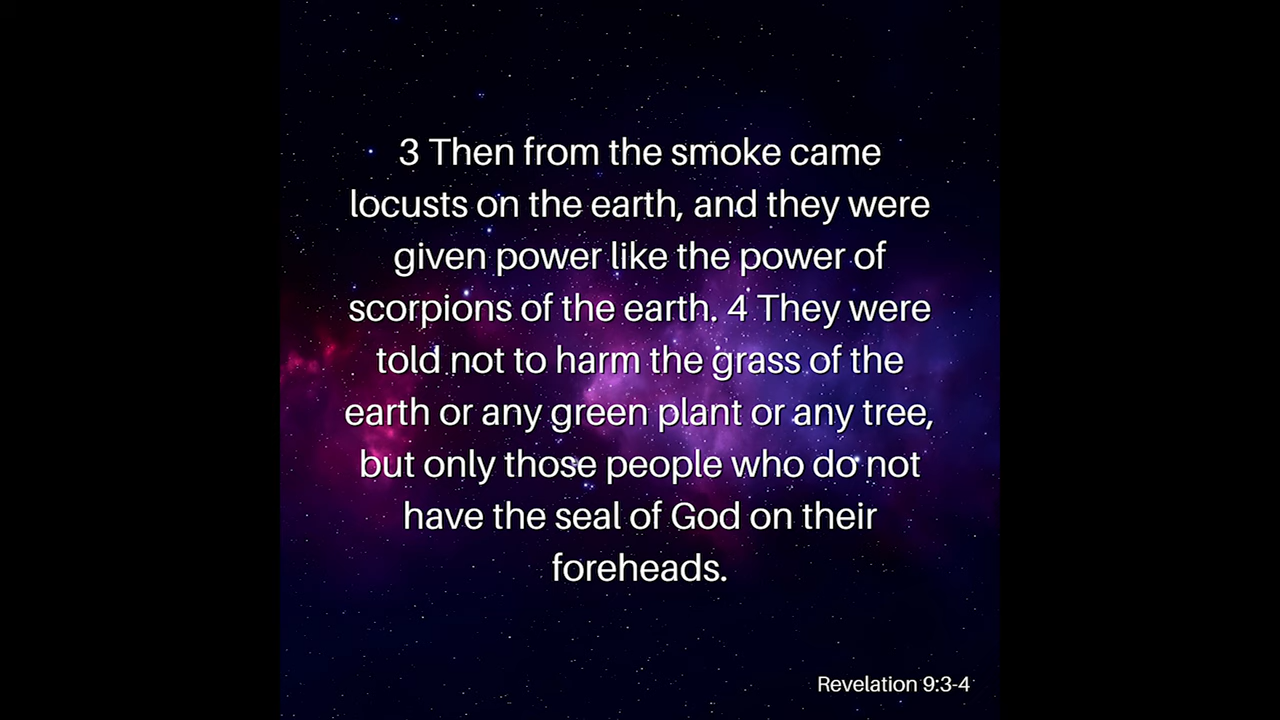 3 Then from the smoke came
locusts on the earth, and they were
given power like the power of
scorpions of the earth. 4 They were
told not to harm the grass of the
earth or any green plant or any tree,
but only those people who do not
have the seal of God on their
foreheads.
Revelation 9:3-4